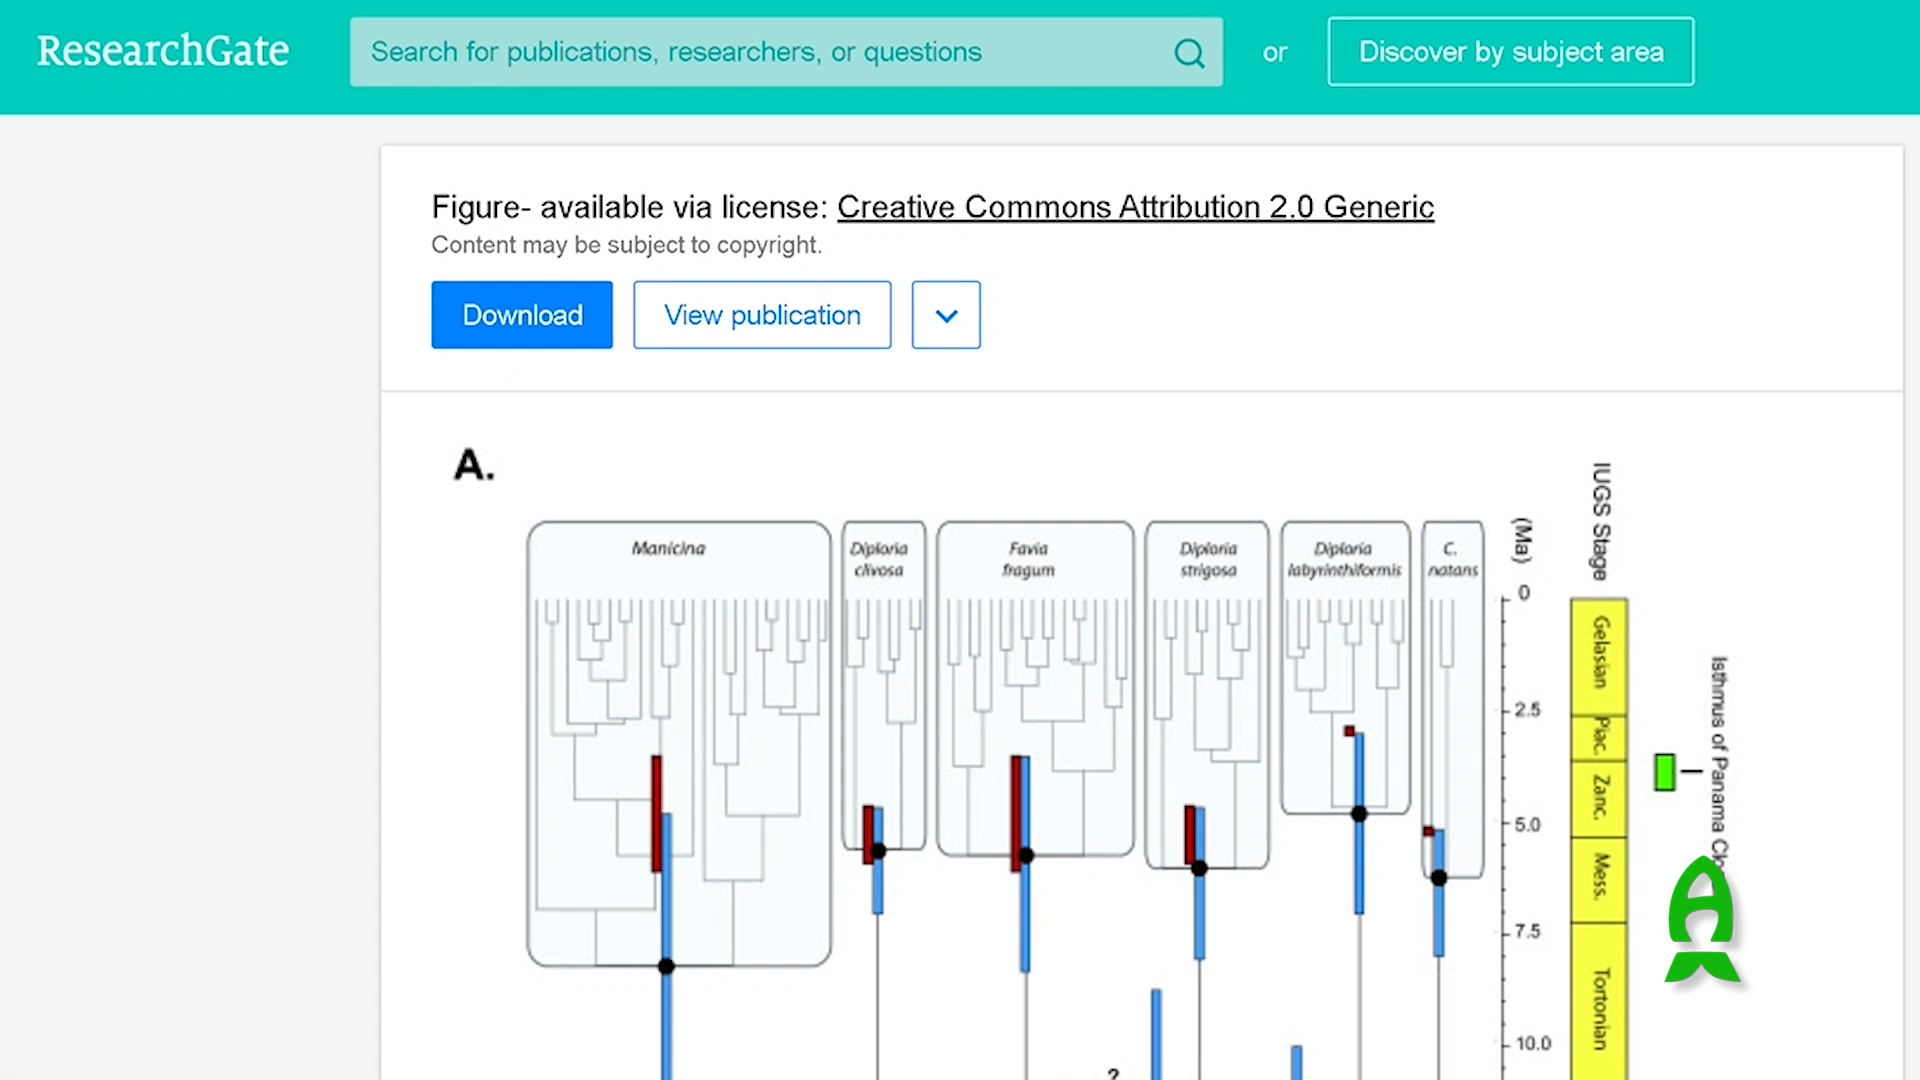 ResearchGate
Search for publications, researchers, or questions
or
Discover by subject area
Figure- available via license: Creative Commons Attribution 2.0 Generic
Content may be subject to copyright.
Download
View publication
A.
Manicina
Diploria
clivosa
Favia
fragum
Diploria
strigosa
Diploria
labyrinthiformis
C.
natans
(Ma)
IUGS Stage
0
2.5
5.0
7.5
10.0
Gelasian
Piac.
Zanc.
Mess.
Tortonian
Isthmus of Panama
?